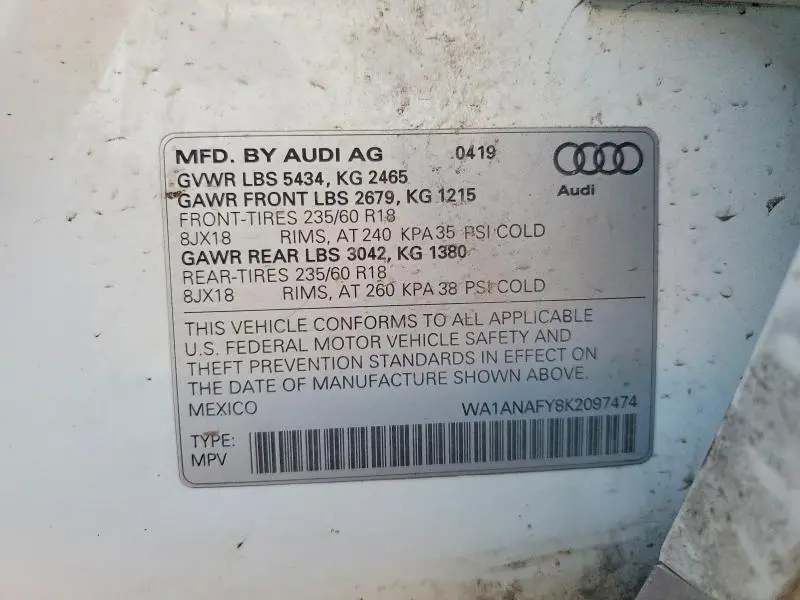 MFD. BY AUDI AG 0419
Audi
GVWR LBS 5434, KG 2465
GAWR FRONT LBS 2679, KG 1215
FRONT-TIRES 235/60 R18
8JX18 RIMS, AT 240 KPA 35 PSI COLD
GAWR REAR LBS 3042, KG 1380
REAR-TIRES 235/60 R18
8JX18 RIMS, AT 260 KPA 38 PSI COLD
THIS VEHICLE CONFORMS TO ALL APPLICABLE
U.S. FEDERAL MOTOR VEHICLE SAFETY AND
THEFT PREVENTION STANDARDS IN EFFECT ON
THE DATE OF MANUFACTURE SHOWN ABOVE.
MEXICO WA1ANAFY8K2097474
TYPE:
MPV